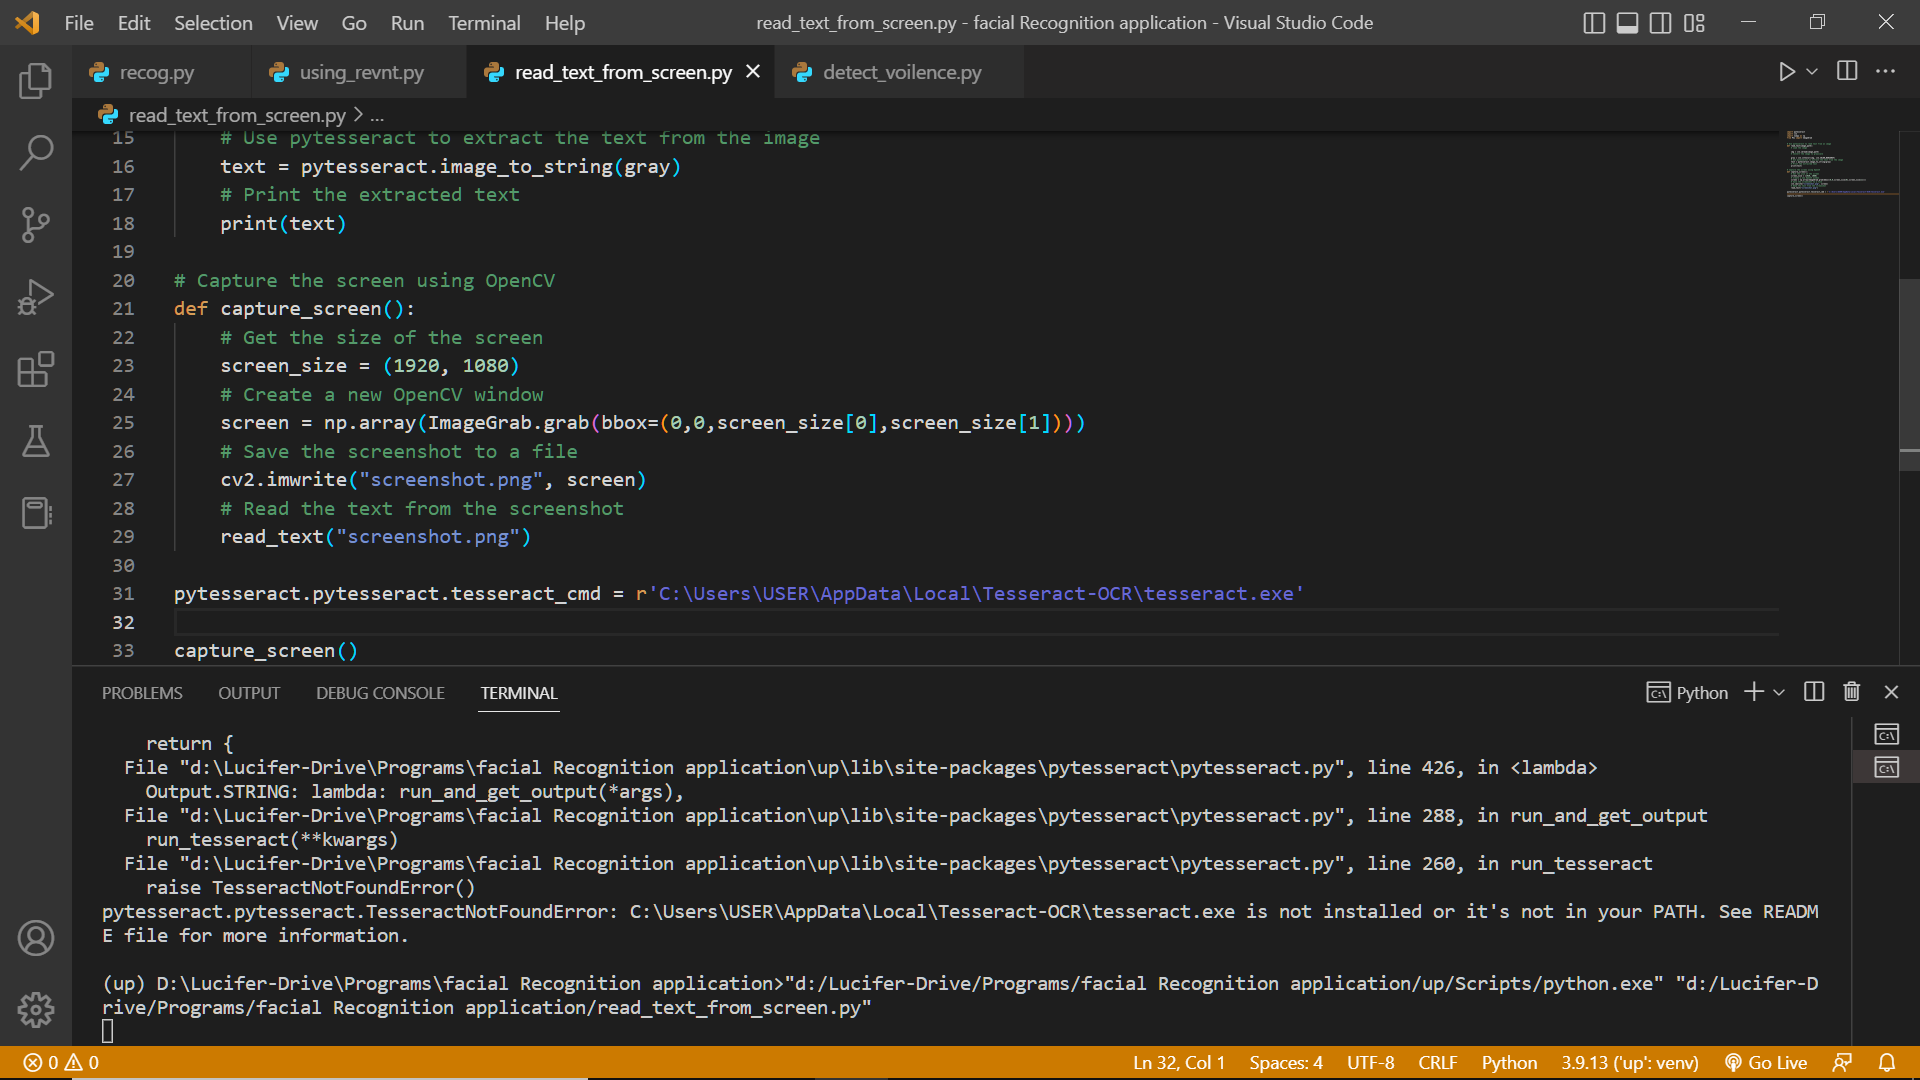 File Edit Selection View Go Run Terminal Help read_text_from_screen.py - facial Recognition application - Visual Studio Code
recog.py using_revnt.py read_text_from_screen.py detect_voilence.py
read_text_from_screen.py > ...
15 # Use pytesseract to extract the text from the image
16 text = pytesseract.image_to_string(gray)
17 # Print the extracted text
18 print(text)
19
20 # Capture the screen using OpenCV
21 def capture_screen():
22 # Get the size of the screen
23 screen_size = (1920, 1080)
24 # Create a new OpenCV window
25 screen = np.array(ImageGrab.grab(bbox=(0,0,screen_size[0],screen_size[1])))
26 # Save the screenshot to a file
27 cv2.imwrite("screenshot.png", screen)
28 # Read the text from the screenshot
29 read_text("screenshot.png")
30
31 pytesseract.pytesseract.tesseract_cmd = r'C:\Users\USER\AppData\Local\Tesseract-OCR\tesseract.exe'
32
33 capture_screen()
PROBLEMS OUTPUT DEBUG CONSOLE TERMINAL Python
return {
File "d:\Lucifer-Drive\Programs\facial Recognition application\up\lib\site-packages\pytesseract\pytesseract.py", line 426, in <lambda>
Output.STRING: lambda: run_and_get_output(*args),
File "d:\Lucifer-Drive\Programs\facial Recognition application\up\lib\site-packages\pytesseract\pytesseract.py", line 288, in run_and_get_output
run_tesseract(**kwargs)
File "d:\Lucifer-Drive\Programs\facial Recognition application\up\lib\site-packages\pytesseract\pytesseract.py", line 260, in run_tesseract
raise TesseractNotFoundError()
pytesseract.pytesseract.TesseractNotFoundError: C:\Users\USER\AppData\Local\Tesseract-OCR\tesseract.exe is not installed or it's not in your PATH. See READM
E file for more information.
(up) D:\Lucifer-Drive\Programs\facial Recognition application>"d:/Lucifer-Drive/Programs/facial Recognition application/up/Scripts/python.exe" "d:/Lucifer-D
rive/Programs/facial Recognition application/read_text_from_screen.py"
0 0 Ln 32, Col 1 Spaces: 4 UTF-8 CRLF Python 3.9.13 ('up': venv) Go Live